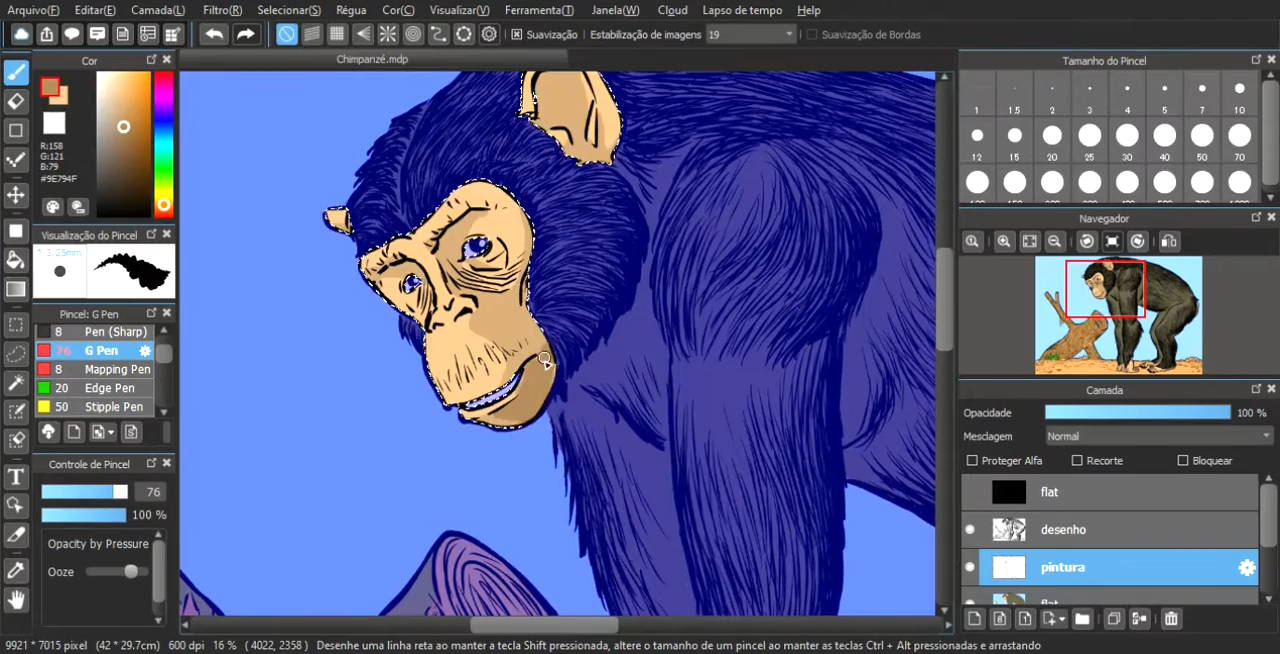 Arquivo(F) Editar(E) Camada(L) Filtro(R) Selecionar(S) Régua Cor(C) Visualizar(V) Ferramenta(T) Janela(W) Cloud Lapso de tempo Help
Suavização Estabilização de imagens 19 Suavização de Bordas
Cor
Chimpanzé.mdp
Tamanho do Pincel
1 1.5 2 3 4 5 7 10
12 15 20 25 30 40 50 70
R:158
G:121
B:79
#9E794F
Navegador
Visualização do Pincel
* 3.25mm
Pincel: G Pen
8 Pen (Sharp)
76 G Pen
8 Mapping Pen
20 Edge Pen
50 Stipple Pen
Camada
Opacidade 100 %
Mesclagem Normal
Proteger Alfa Recorte Bloquear
Controle de Pincel
76
100 %
Opacity by Pressure
Ooze
flat
desenho
pintura
flat
9921 * 7015 pixel (42 * 29.7cm) 600 dpi 16 % ( 4022, 2358 ) Desenhe uma linha reta ao manter a tecla Shift pressionada, altere o tamanho de um pincel ao manter as teclas Ctrl + Alt pressionadas e arrastando